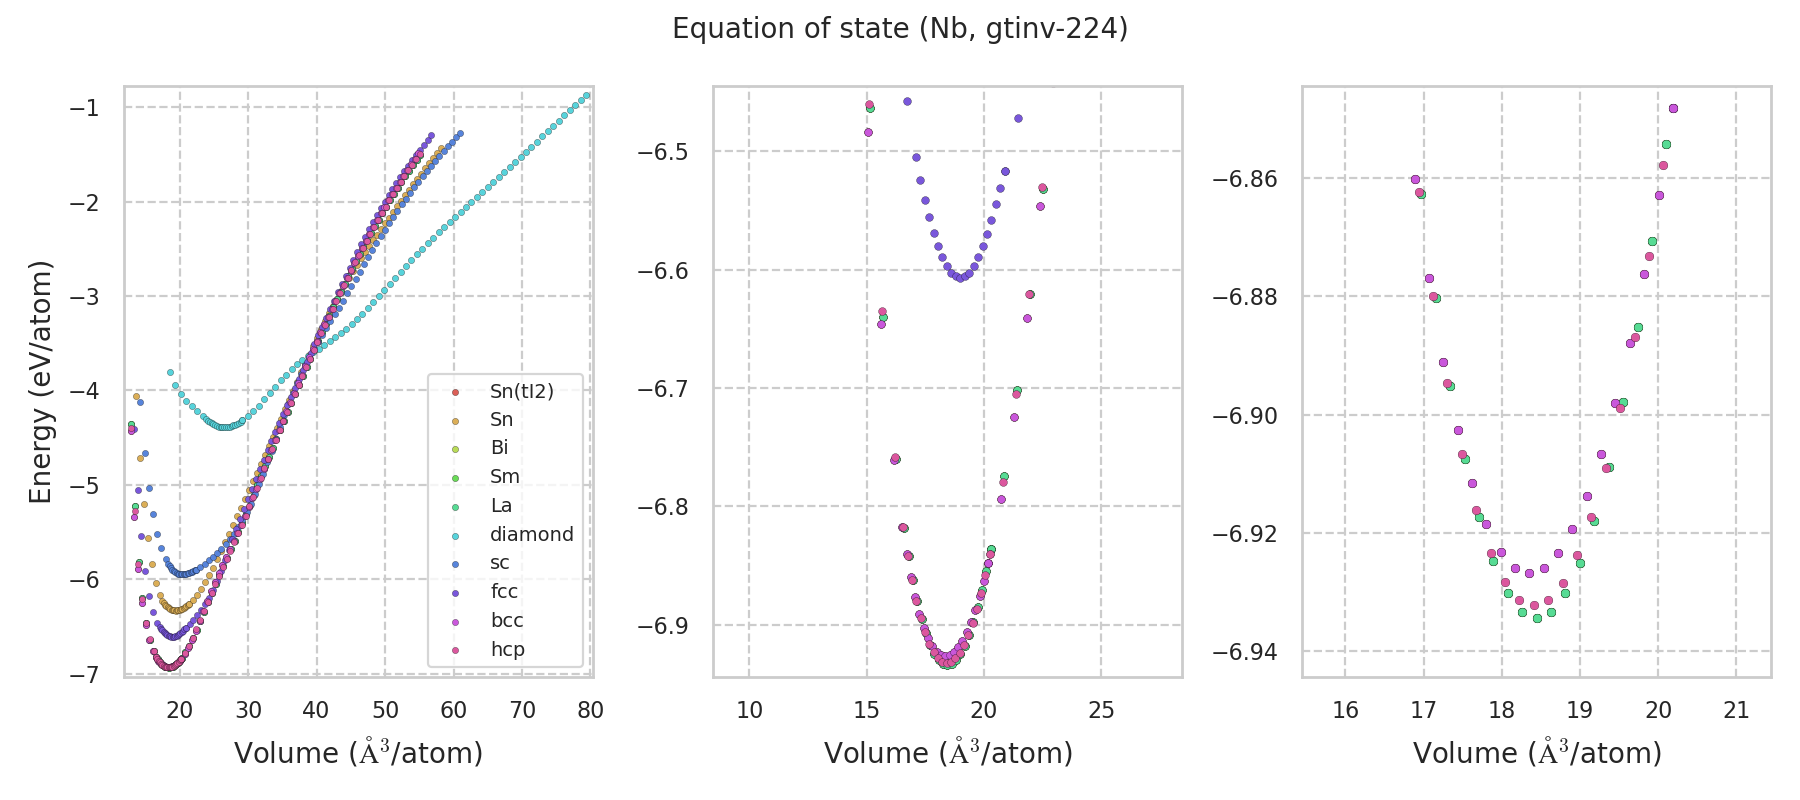 Equation of state (Nb, gtinv-224)
Energy (eV/atom)
−1
−2
−3
−4
−5
−6
−7
20 30 40 50 60 70 80
Volume (Å³/atom)
Sn(tI2)
Sn
Bi
Sm
La
diamond
sc
fcc
bcc
hcp
−6.5
−6.6
−6.7
−6.8
−6.9
10 15 20 25
Volume (Å³/atom)
−6.86
−6.88
−6.90
−6.92
−6.94
16 17 18 19 20 21
Volume (Å³/atom)